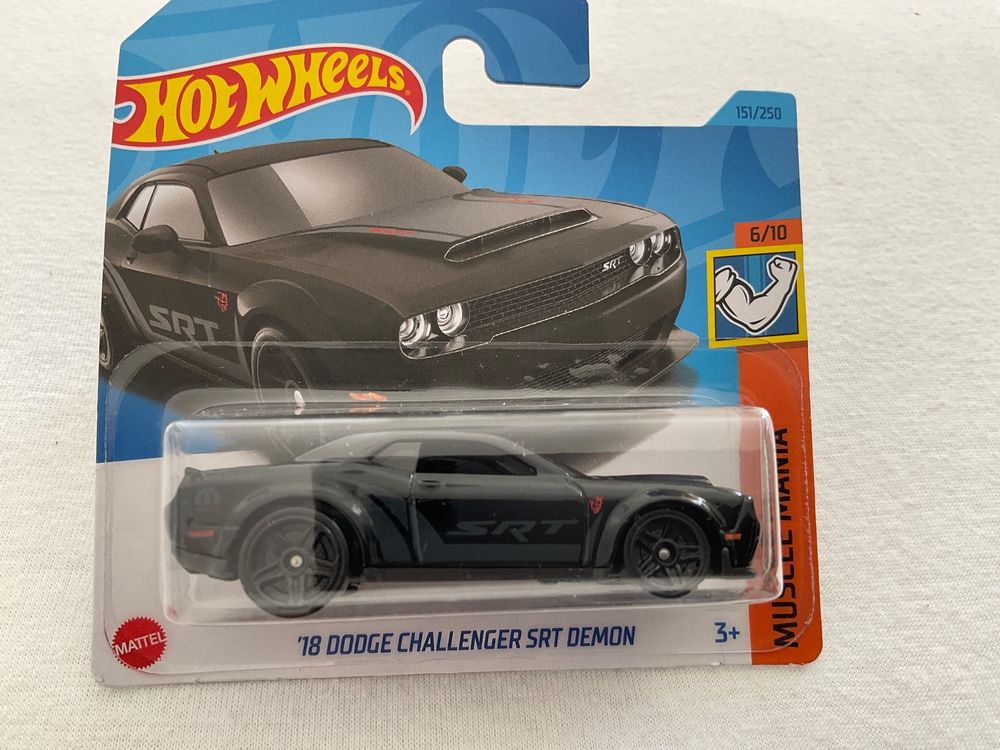 HOT WHEELS
151/250
6/10
SRT
SRT
SRT
MUSCLE MANIA
MATTEL
'18 DODGE CHALLENGER SRT DEMON
3+